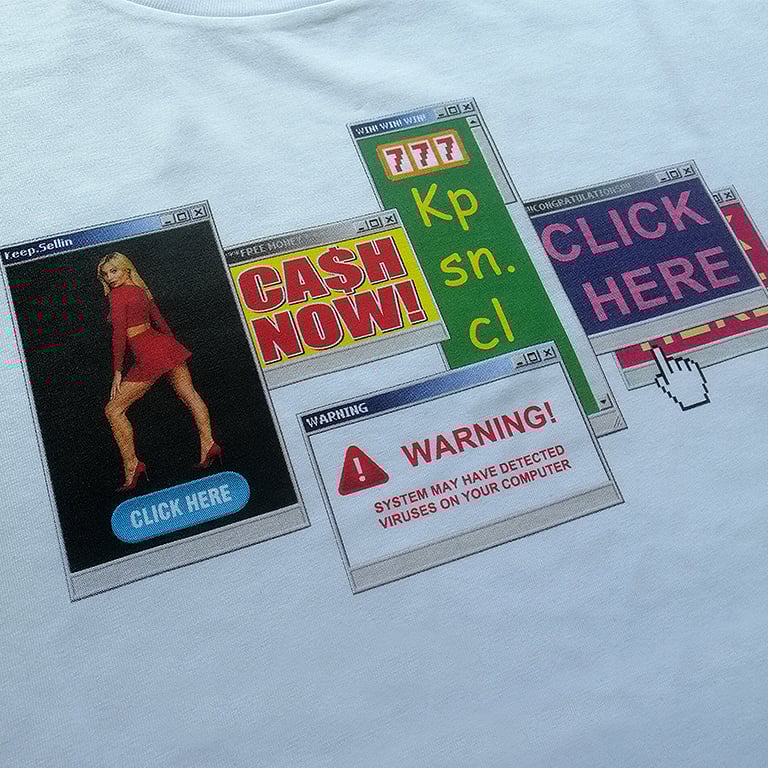 Keep.Sellin
CLICK HERE
FREE MONEY
CA$H
NOW!
WIN! WIN! WIN!
777
Kp
sn.
cl
WARNING
WARNING!
SYSTEM MAY HAVE DETECTED
VIRUSES ON YOUR COMPUTER
CONGRATULATIONS!!!
CLICK
HERE